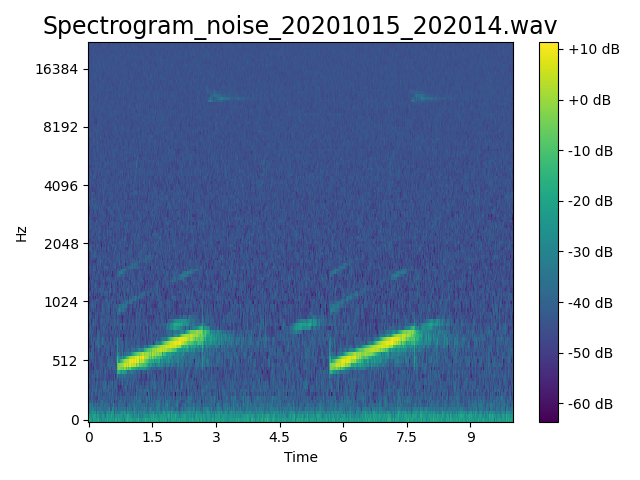 Spectrogram_noise_20201015_202014.wav
16384
8192
4096
2048
1024
512
0
Hz
0 1.5 3 4.5 6 7.5 9
Time
+10 dB
+0 dB
-10 dB
-20 dB
-30 dB
-40 dB
-50 dB
-60 dB